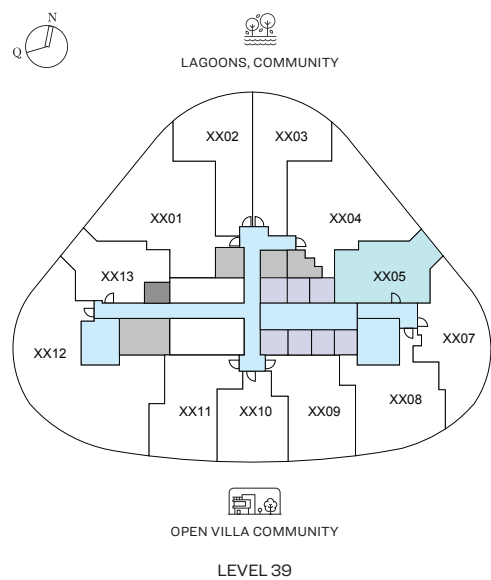 N
Q
LAGOONS, COMMUNITY
XX02
XX03
XX01
XX04
XX13
XX05
XX12
XX07
XX08
XX11
XX10
XX09
OPEN VILLA COMMUNITY
LEVEL 39